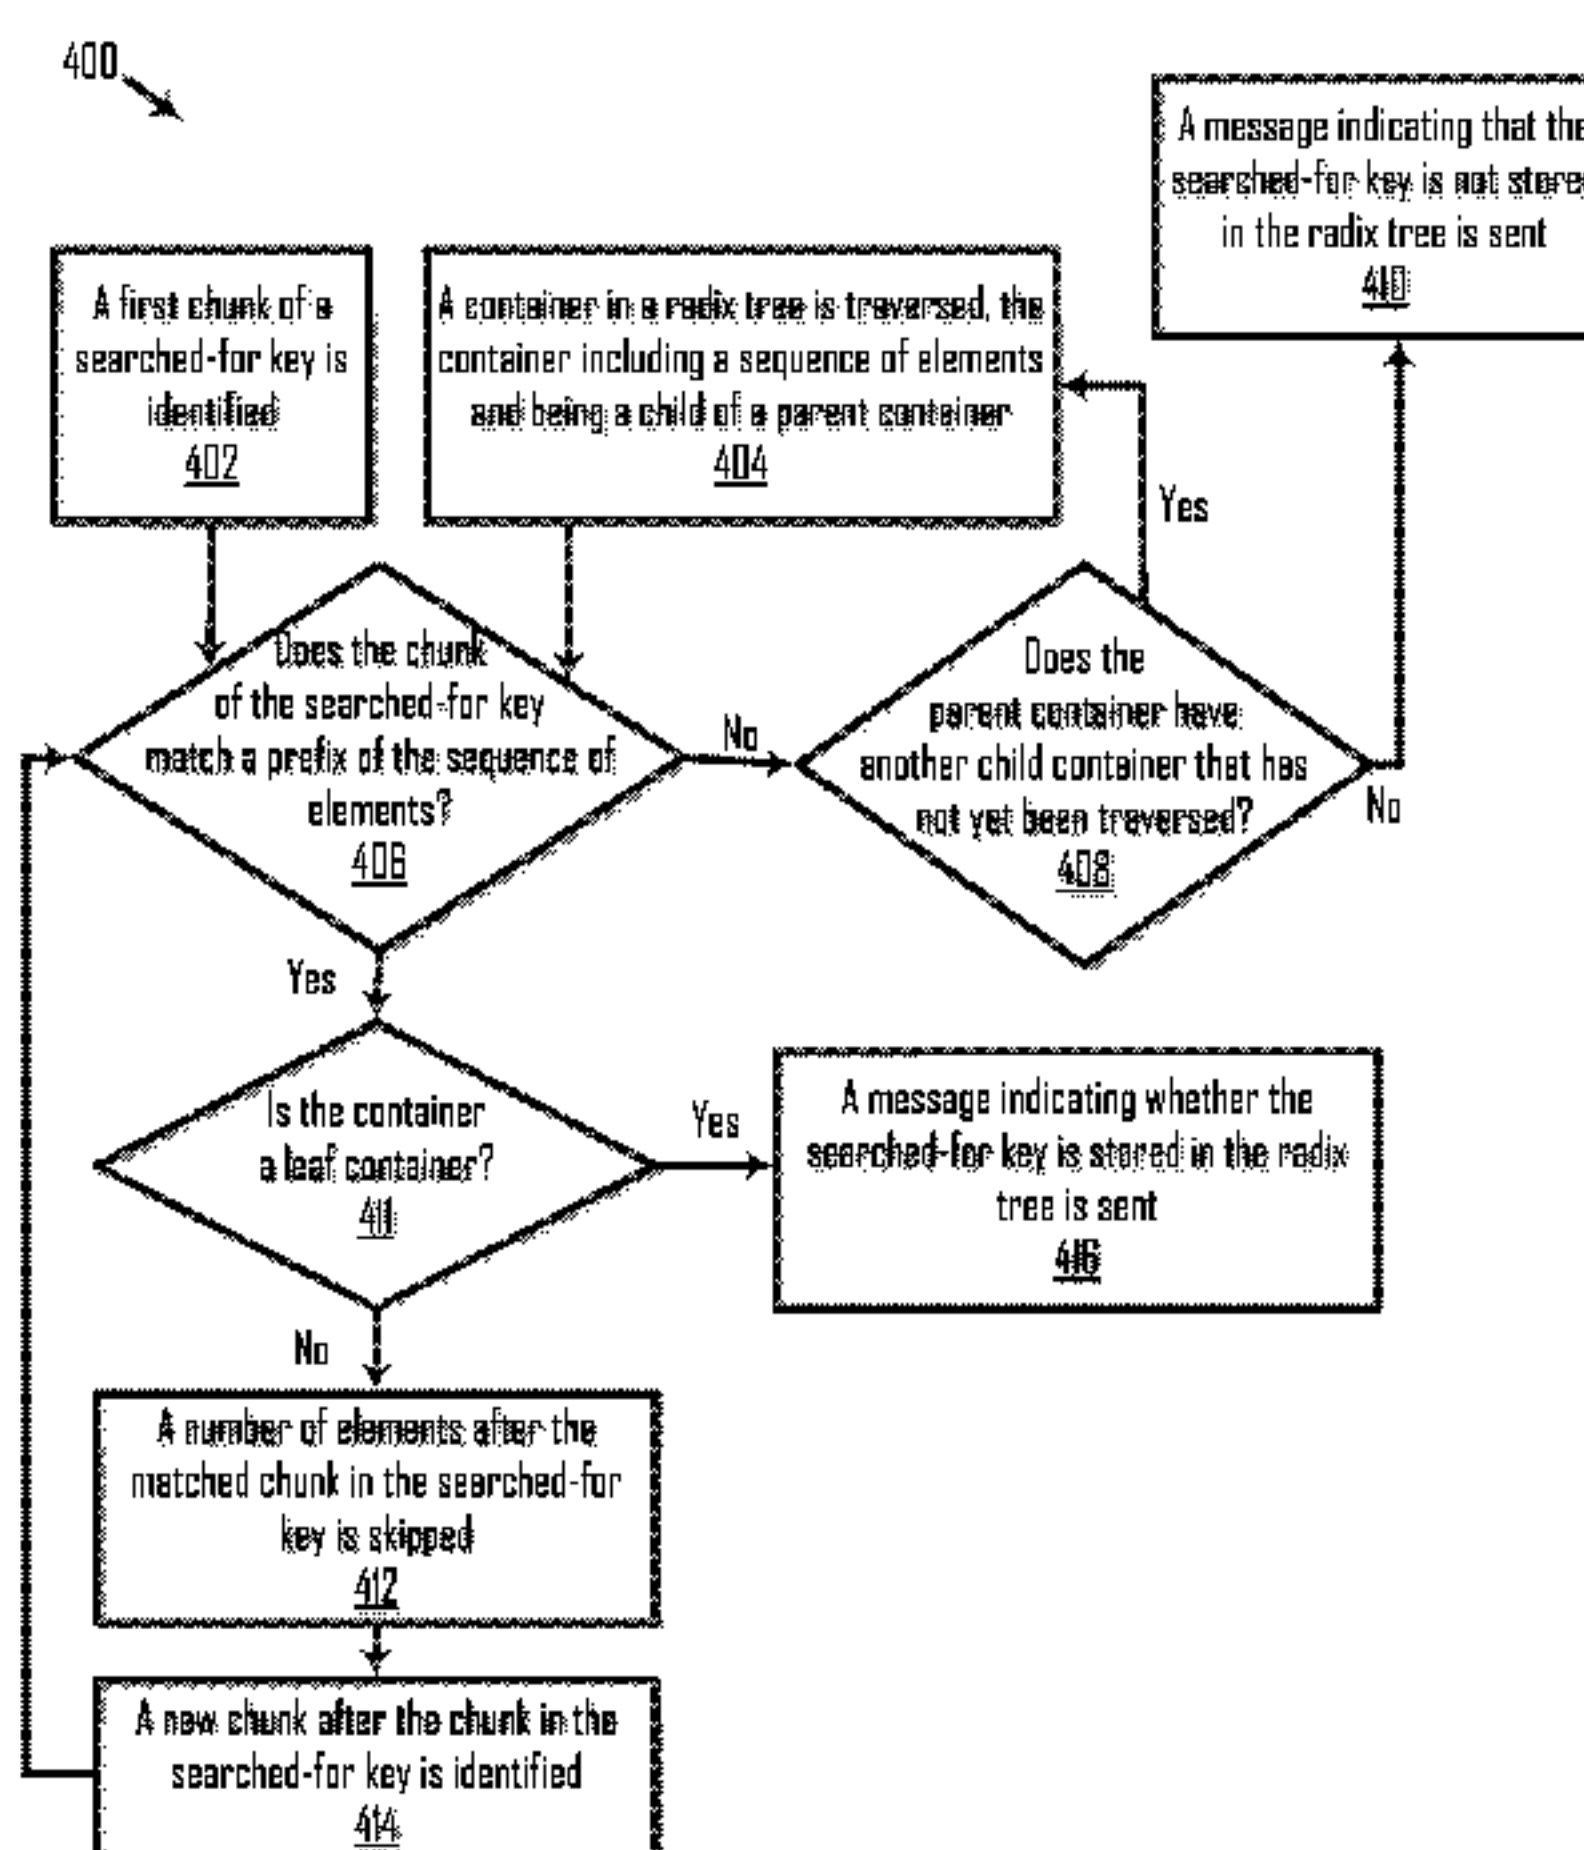 400
A message indicating that the
searched-for key is not store
in the radix tree is sent
410
A first chunk of a
searched-for key is
identified
402
A container in a radix tree is traversed, the
container including a sequence of elements
and being a child of a parent container
404
Yes
Does the chunk
of the searched-for key
match a prefix of the sequence of
elements?
406
No
Does the
parent container have
another child container that has
not yet been traversed?
408
No
Yes
Is the container
a leaf container?
411
Yes
A message indicating whether the
searched-for key is stored in the radix
tree is sent
416
No
A number of elements after the
matched chunk in the searched-for
key is skipped
412
A new chunk after the chunk in the
searched-for key is identified
414